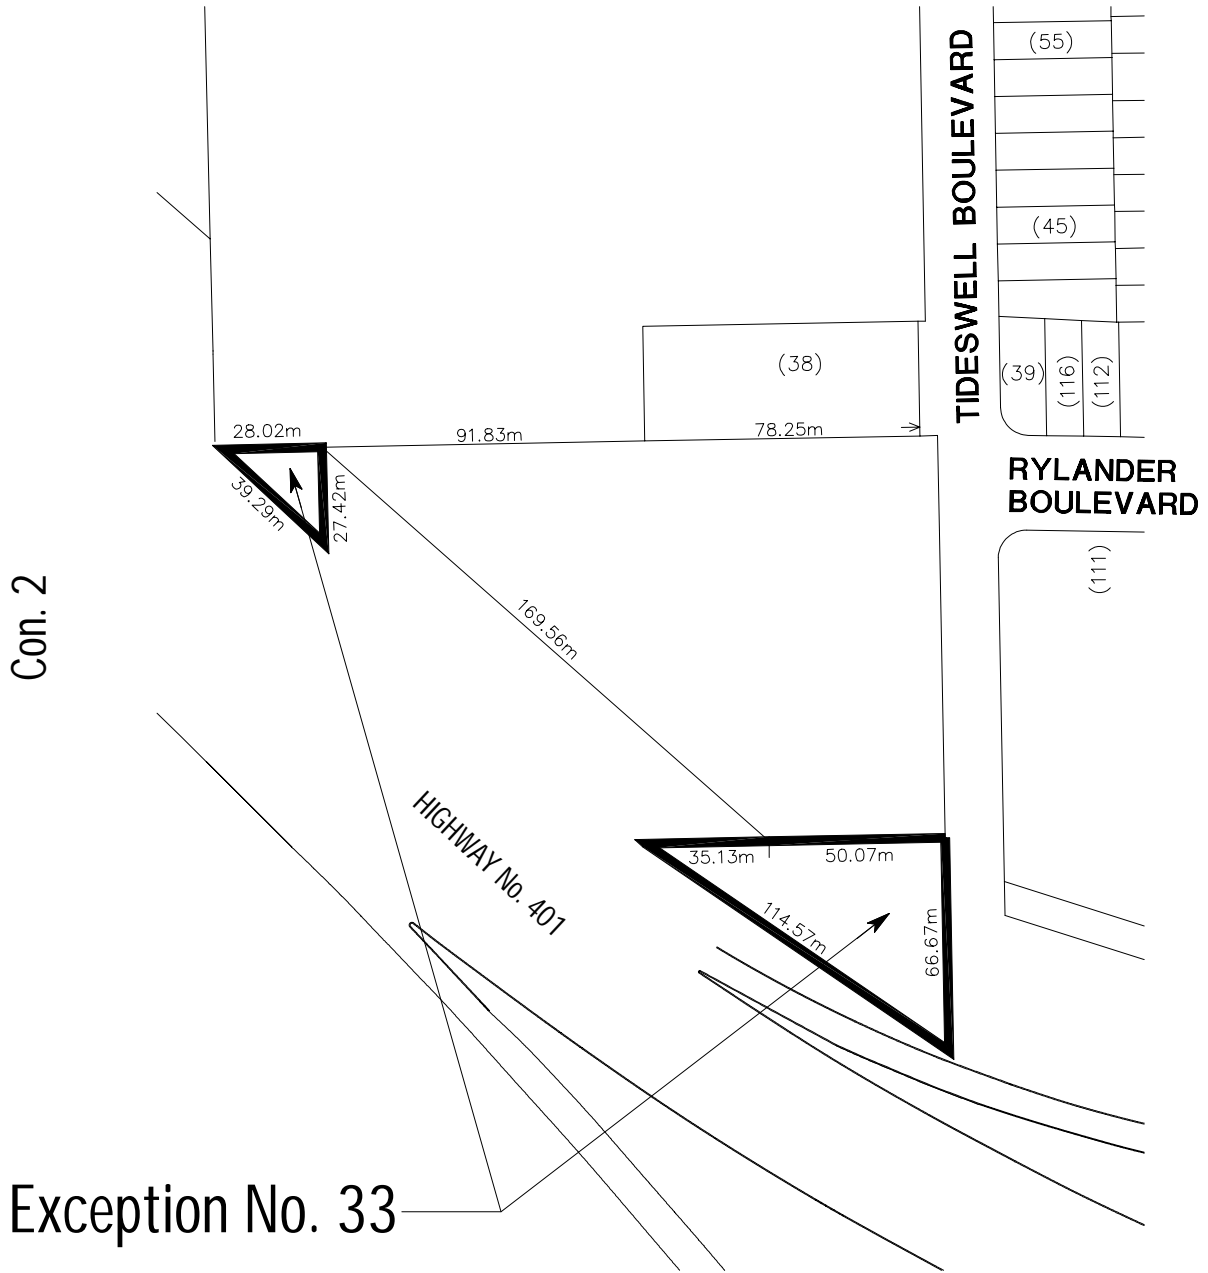 (55)
TIDESWELL BOULEVARD
(45)
(38)
(39)
(116)
(112)
28.02m
91.83m
78.25m
RYLANDER
BOULEVARD
39.29m
27.42m
(111)
Con. 2
169.56m
HIGHWAY No. 401
35.13m
50.07m
114.57m
66.67m
Exception No. 33